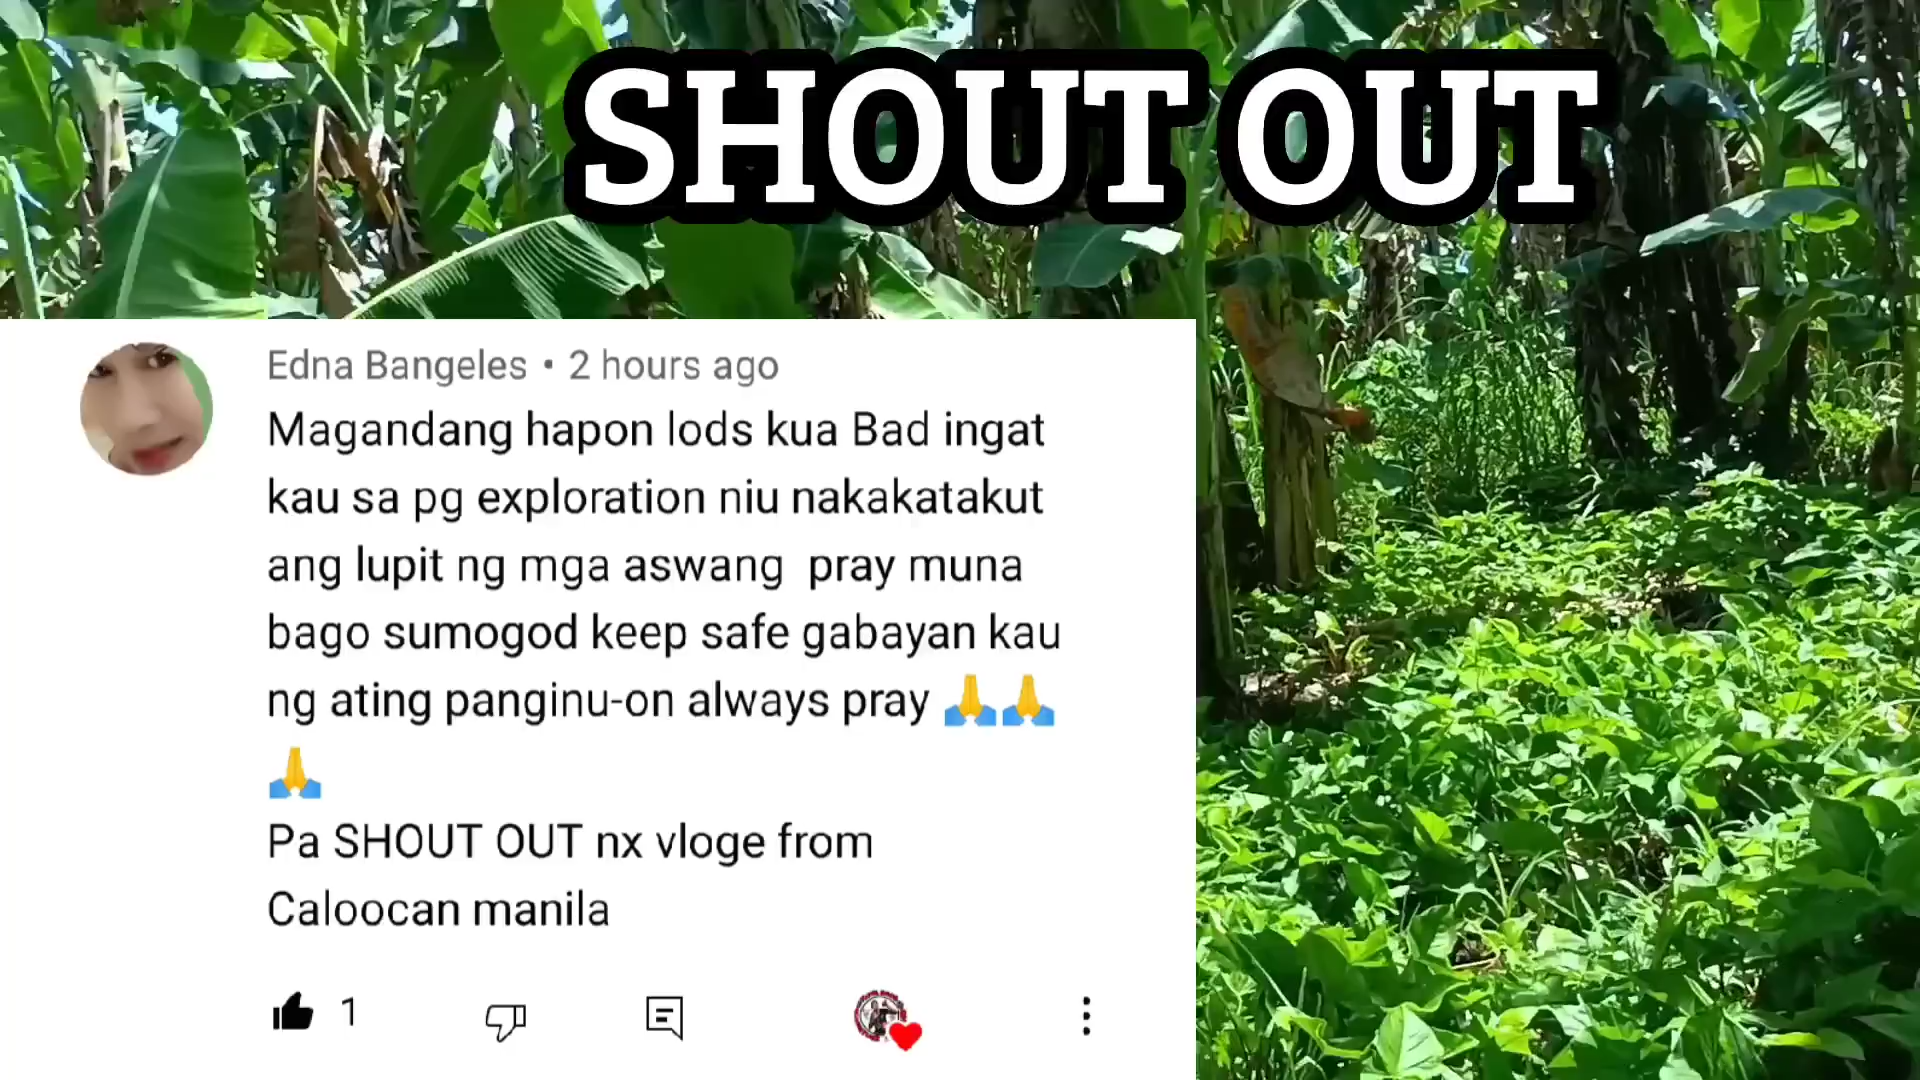 SHOUT OUT
Edna Bangeles • 2 hours ago
Magandang hapon lods kua Bad ingat
kau sa pg exploration niu nakakatakut
ang lupit ng mga aswang  pray muna
bago sumogod keep safe gabayan kau
ng ating panginu-on always pray 🙏🙏
🙏
Pa SHOUT OUT nx vloge from
Caloocan manila
1